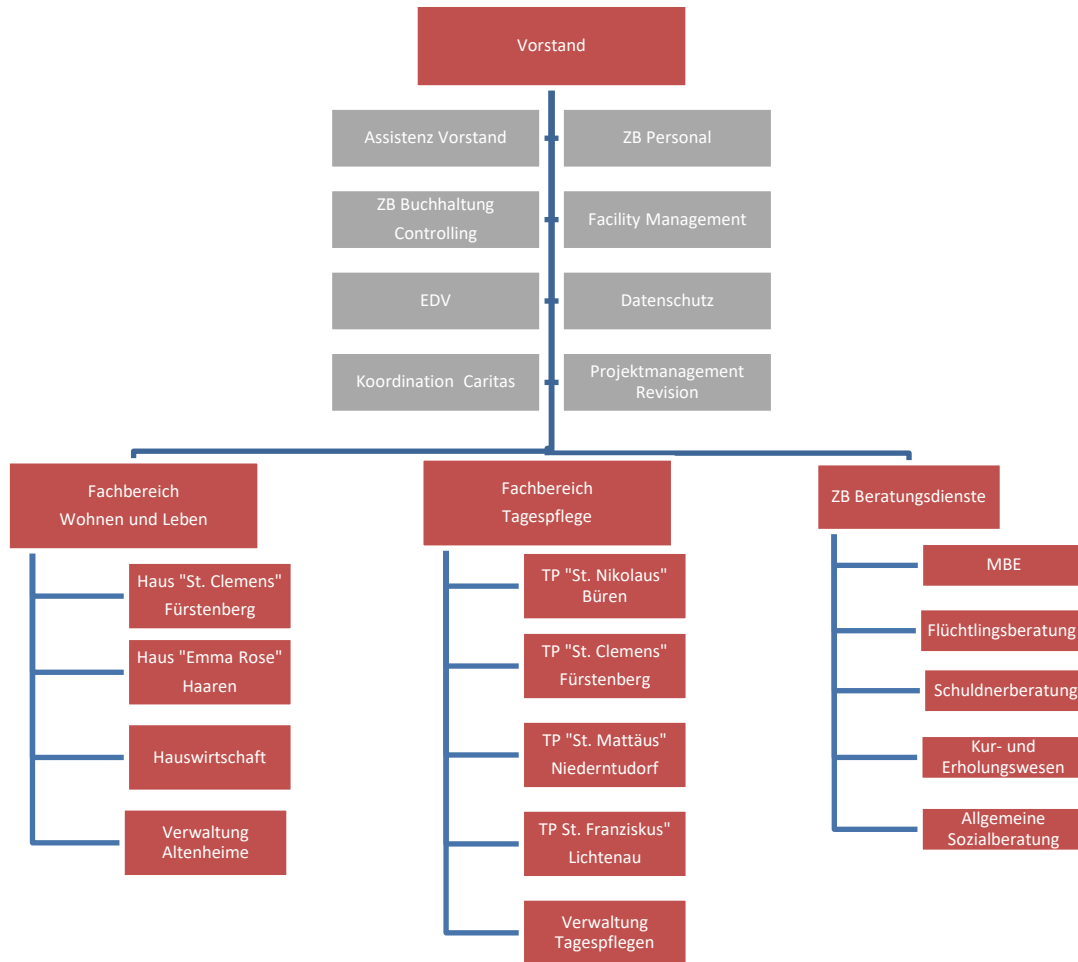 Vorstand
Assistenz Vorstand
ZB Personal
ZB Buchhaltung
Controlling
Facility Management
EDV
Datenschutz
Koordination Caritas
Projektmanagement
Revision
Fachbereich
Wohnen und Leben
Haus "St. Clemens"
Fürstenberg
Haus "Emma Rose"
Haaren
Hauswirtschaft
Verwaltung
Altenheime
Fachbereich
Tagespflege
TP "St. Nikolaus"
Büren
TP "St. Clemens"
Fürstenberg
TP "St. Mattäus"
Niederntudorf
TP St. Franziskus"
Lichtenau
Verwaltung
Tagespflegen
ZB Beratungsdienste
MBE
Flüchtlingsberatung
Schuldnerberatung
Kur- und
Erholungswesen
Allgemeine
Sozialberatung